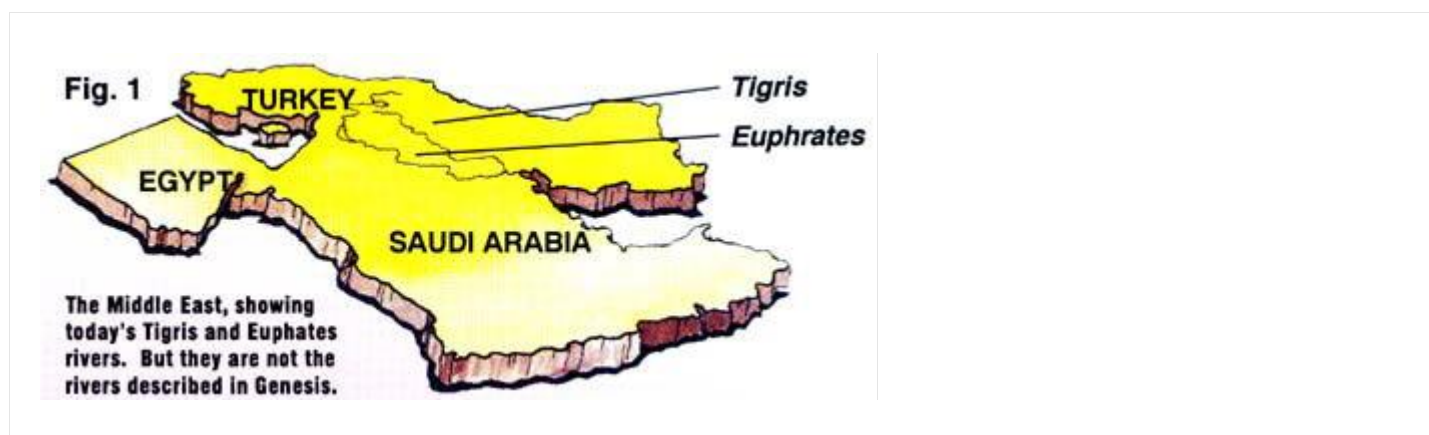 Fig. 1
TURKEY
Tigris
Euphrates
EGYPT
SAUDI ARABIA
The Middle East, showing
today's Tigris and Euphates
rivers. But they are not the
rivers described in Genesis.